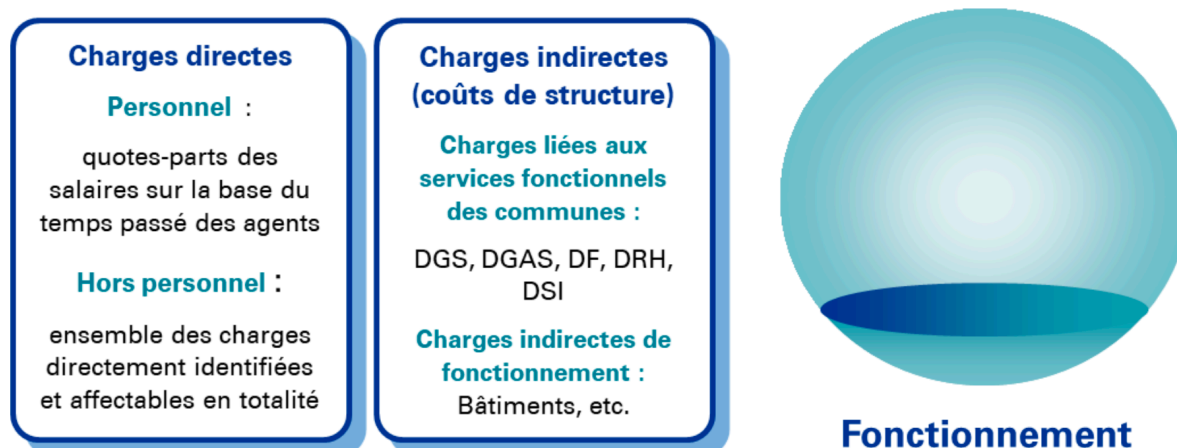 Charges directes
Personnel :
quotes-parts des
salaires sur la base du
temps passé des agents
Hors personnel :
ensemble des charges
directement identifiées
et affectables en totalité
Charges indirectes
(coûts de structure)
Charges liées aux
services fonctionnels
des communes :
DGS, DGAS, DF, DRH,
DSI
Charges indirectes de
fonctionnement :
Bâtiments, etc.
Fonctionnement